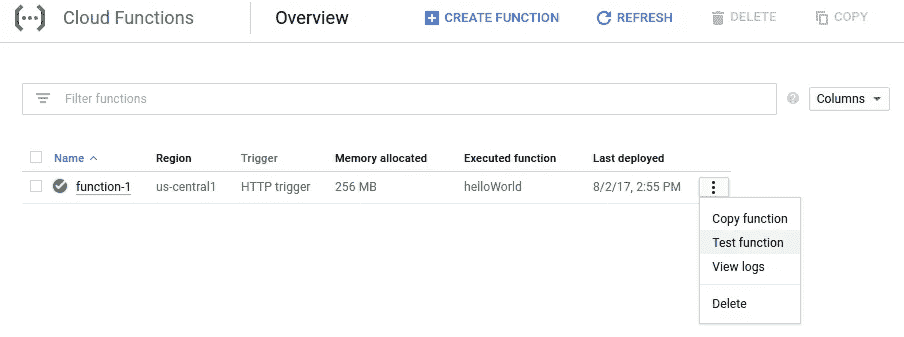 Cloud Functions Overview CREATE FUNCTION REFRESH DELETE COPY
Filter functions Columns
Name Region Trigger Memory allocated Executed function Last deployed
function-1 us-central1 HTTP trigger 256 MB helloWorld 8/2/17, 2:55 PM
Copy function
Test function
View logs
Delete